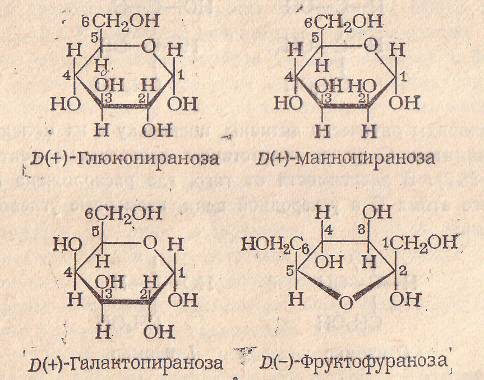 6CH₂OH
H 5 O H
H
4 1
OH H
HO 3 2 OH
H OH
D(+)-Глюкопираноза
6CH₂OH
H 5 O H
H
4 1
OH HO
HO 3 2 OH
H H
D(+)-Маннопираноза
6CH₂OH
HO 5 O H
H
4 1
OH H
H 3 2 OH
H OH
D(+)-Галактопираноза
OH
H 3
HOH₂C 4 1CH₂OH
6
OH H
5 2
H O OH
D(−)-Фруктофураноза